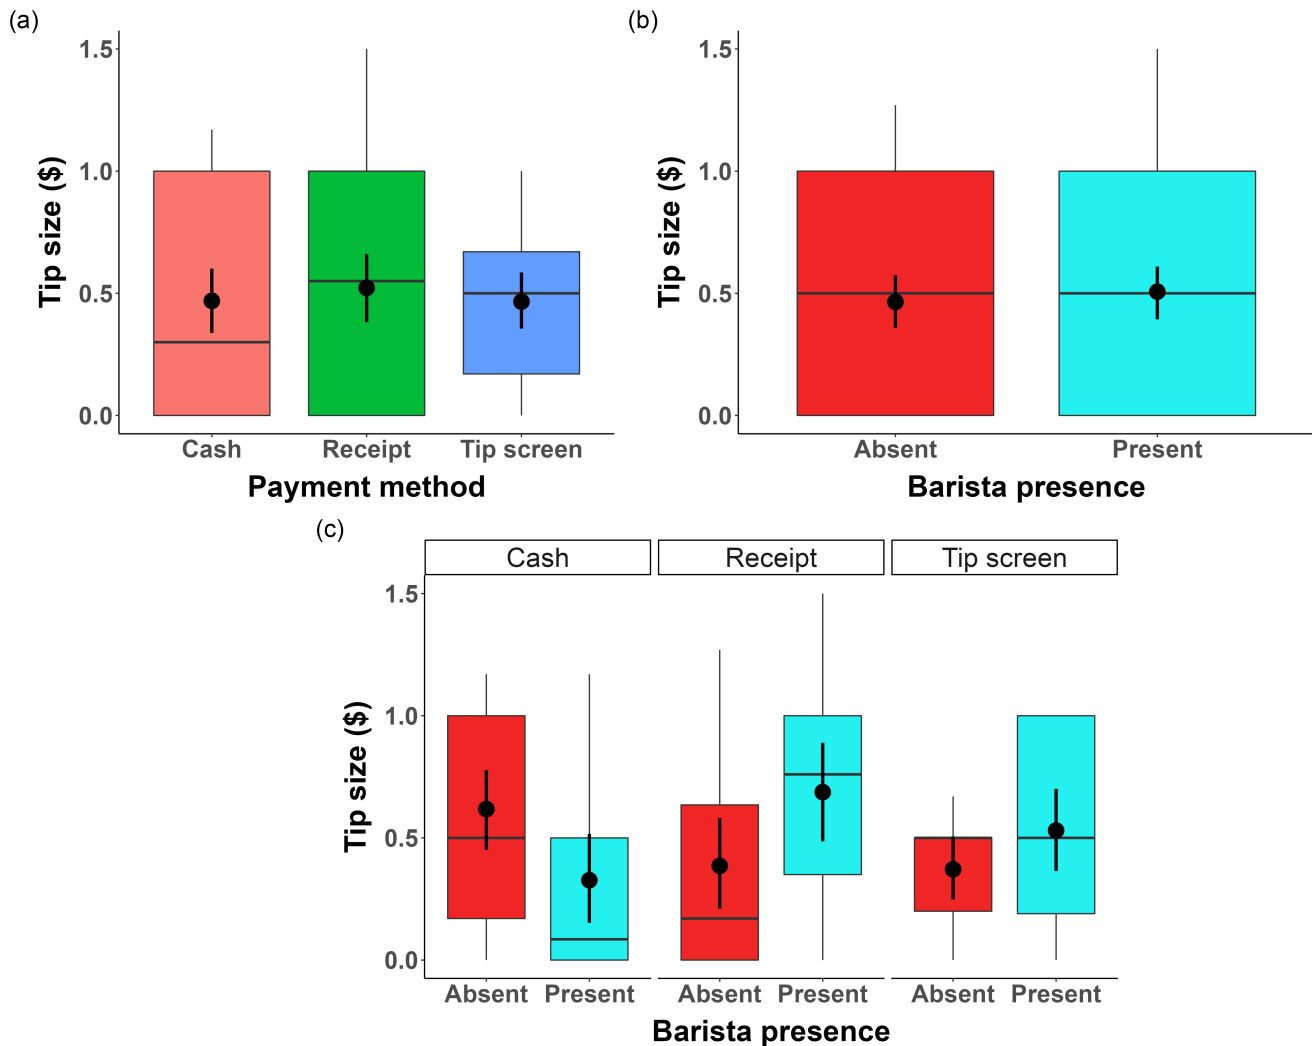 (a)
(b)
1.5
1.0
0.5
0.0
Tip size ($)
Cash Receipt Tip screen
Payment method
1.5
1.0
0.5
0.0
Tip size ($)
Absent Present
Barista presence
(c)
Cash Receipt Tip screen
1.5
1.0
0.5
0.0
Tip size ($)
Absent Present Absent Present Absent Present
Barista presence